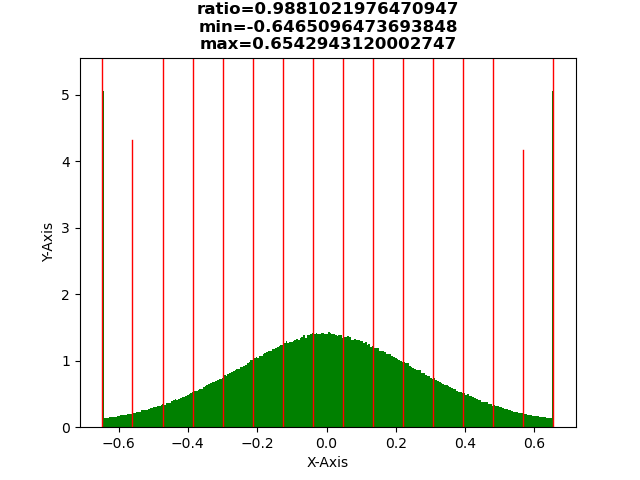 ratio=0.9881021976470947
min=-0.6465096473693848
max=0.6542943120002747
5
4
3
2
1
0
Y-Axis
−0.6 −0.4 −0.2 0.0 0.2 0.4 0.6
X-Axis